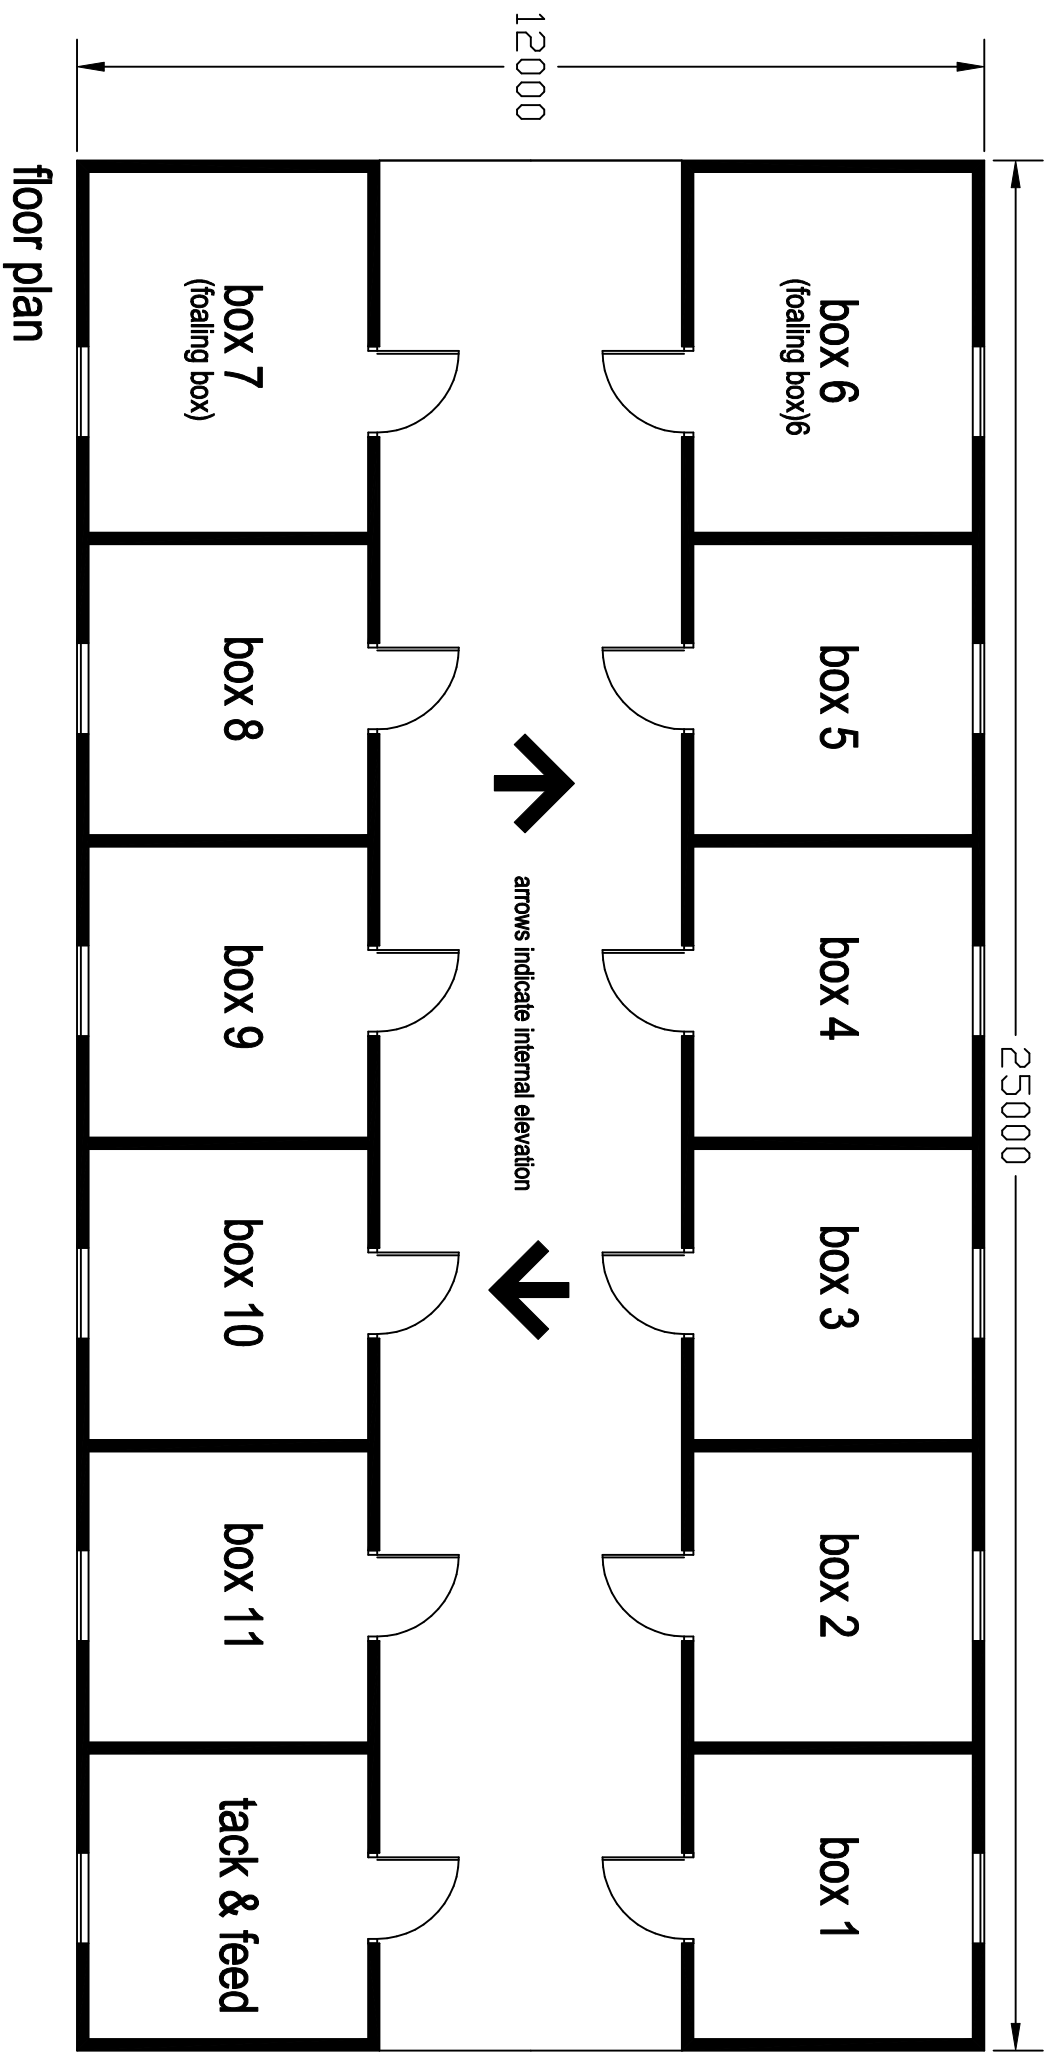 25000
12000
box 6
(foaling box)6
box 5
box 4
box 3
box 2
box 1
arrows indicate internal elevation
box 7
(foaling box)
box 8
box 9
box 10
box 11
tack & feed
floor plan